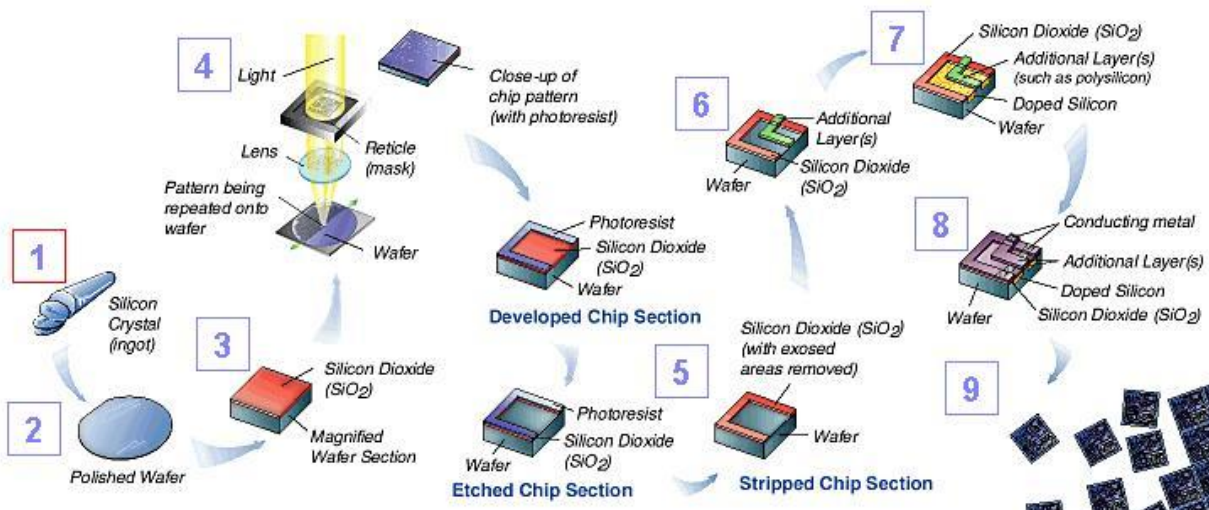 1
Silicon
Crystal
(ingot)
2
Polished Wafer
3
Silicon Dioxide
(SiO2)
Magnified
Wafer Section
4
Light
Reticle
(mask)
Lens
Pattern being
repeated onto
wafer
Wafer
Close-up of
chip pattern
(with photoresist)
Photoresist
Silicon Dioxide
(SiO2)
Wafer
Developed Chip Section
Photoresist
Silicon Dioxide
(SiO2)
Wafer
Etched Chip Section
5
Silicon Dioxide (SiO2)
(with exposed
areas removed)
Wafer
Stripped Chip Section
6
Additional
Layer(s)
Silicon Dioxide
(SiO2)
Wafer
7
Silicon Dioxide (SiO2)
Additional Layer(s)
(such as polysilicon)
Doped Silicon
Wafer
8
Conducting metal
Additional Layer(s)
Doped Silicon
Silicon Dioxide (SiO2)
Wafer
9